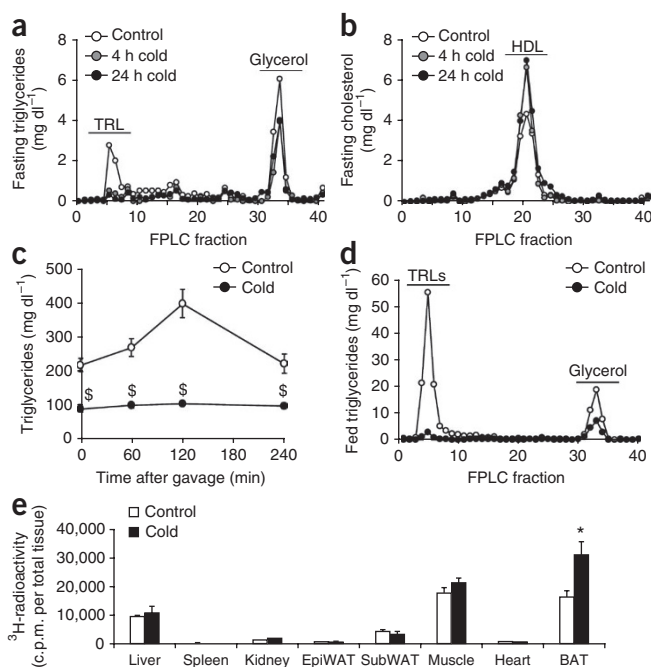 a
Control
4 h cold
24 h cold
Glycerol
TRL
Fasting triglycerides
(mg dl⁻¹)
8
6
4
2
0
0 10 20 30 40
FPLC fraction
b
Control
4 h cold
24 h cold
HDL
Fasting cholesterol
(mg dl⁻¹)
8
6
4
2
0
0 10 20 30 40
FPLC fraction
c
Control
Cold
Triglycerides (mg dl⁻¹)
500
400
300
200
100
0
$ $ $ $
0 60 120 180 240
Time after gavage (min)
d
Control
Cold
TRLs
Glycerol
Fed triglycerides (mg dl⁻¹)
60
50
40
30
20
10
0
0 10 20 30 40
FPLC fraction
e
Control
Cold
³H-radioactivity
(c.p.m. per total tissue)
40,000
30,000
20,000
10,000
0
*
Liver Spleen Kidney EpiWAT SubWAT Muscle Heart BAT